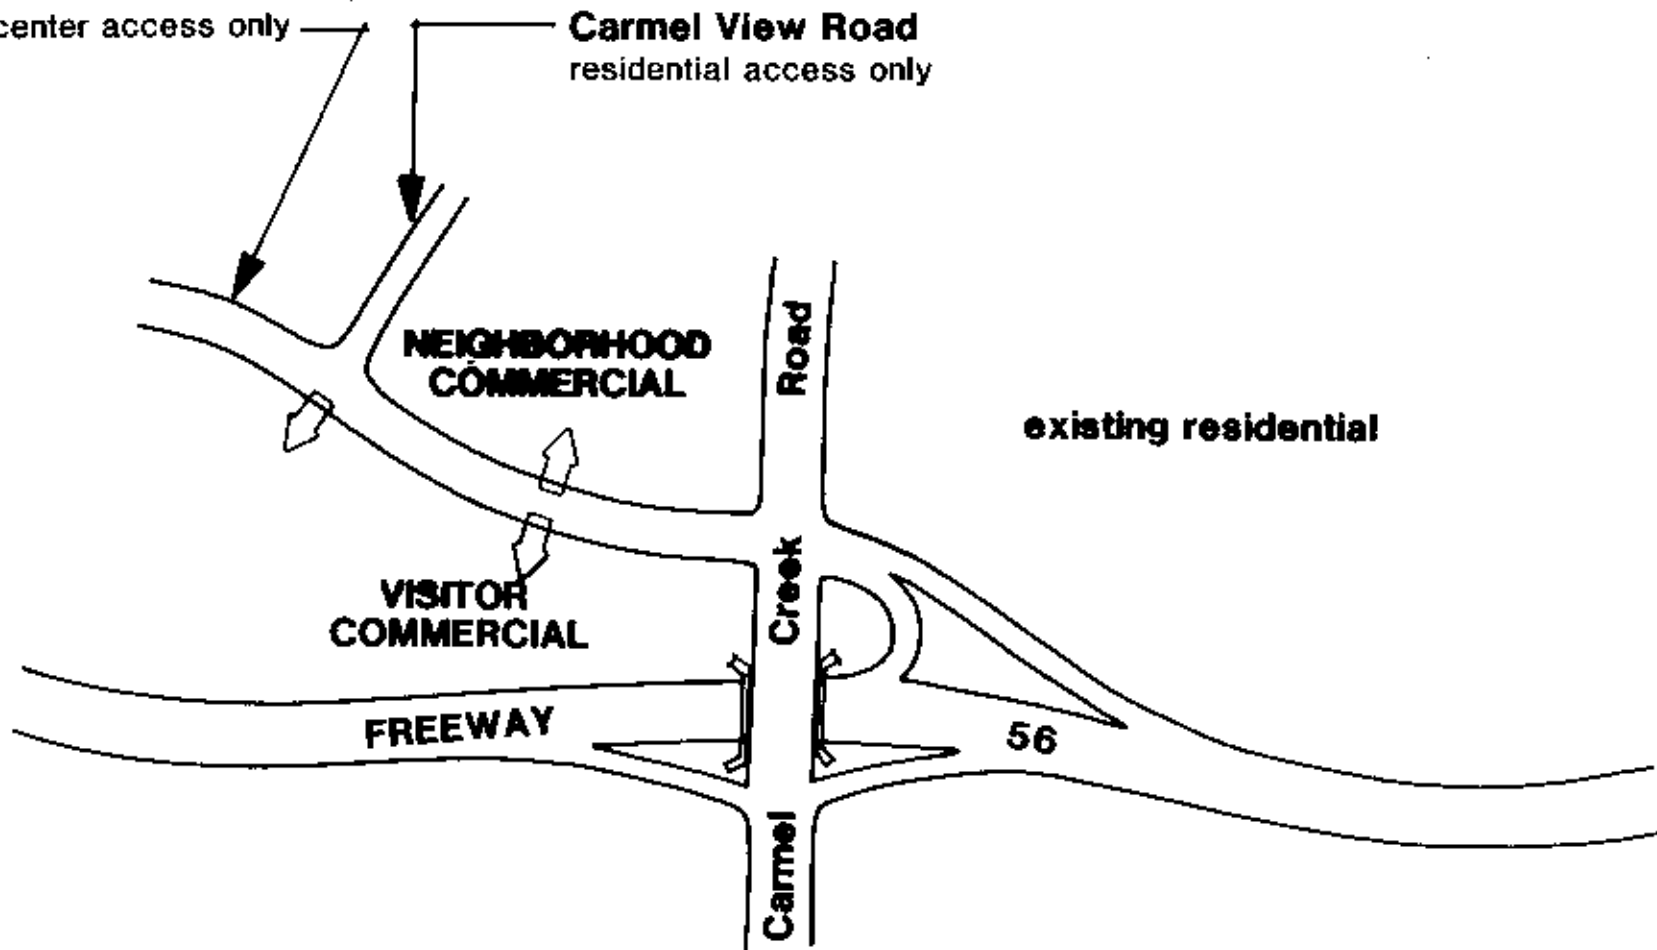 center access only
Carmel View Road
residential access only
NEIGHBORHOOD
COMMERCIAL
existing residential
VISITOR
COMMERCIAL
FREEWAY 56
Carmel Creek Road